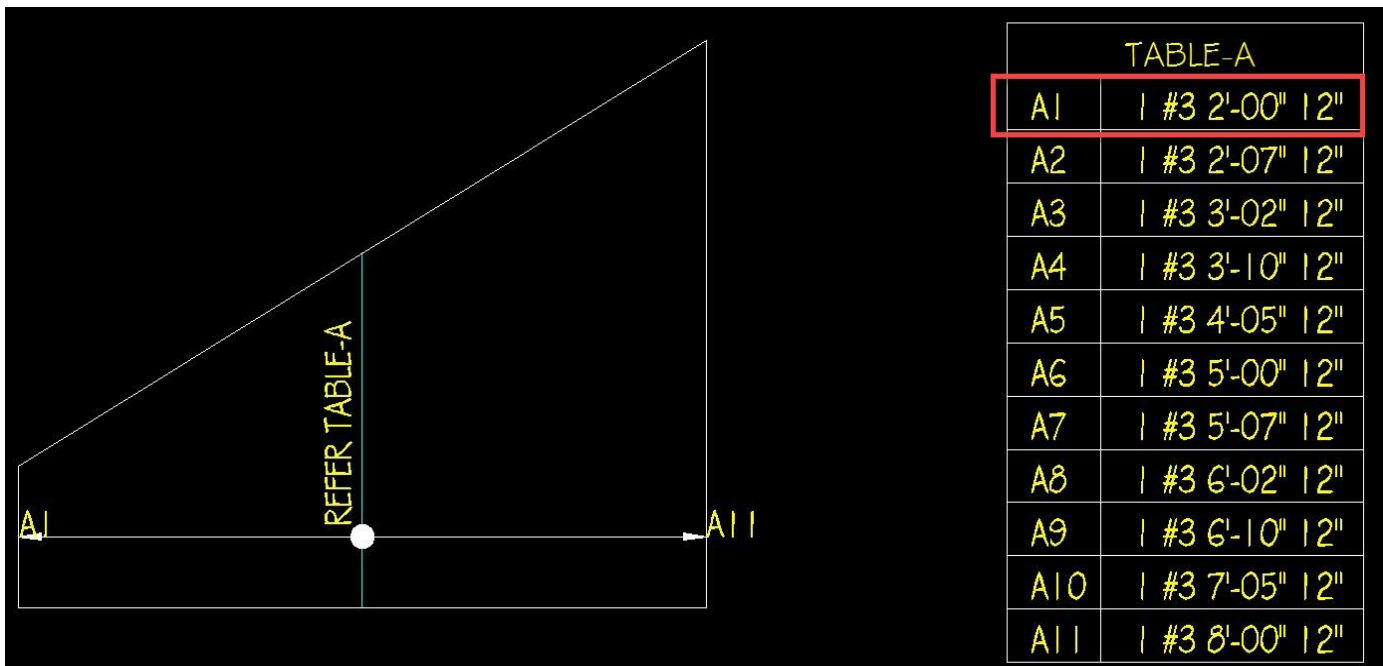 REFER TABLE-A
A1
A11
TABLE-A
A1 1 #3 2'-00" 12"
A2 1 #3 2'-07" 12"
A3 1 #3 3'-02" 12"
A4 1 #3 3'-10" 12"
A5 1 #3 4'-05" 12"
A6 1 #3 5'-00" 12"
A7 1 #3 5'-07" 12"
A8 1 #3 6'-02" 12"
A9 1 #3 6'-10" 12"
A10 1 #3 7'-05" 12"
A11 1 #3 8'-00" 12"